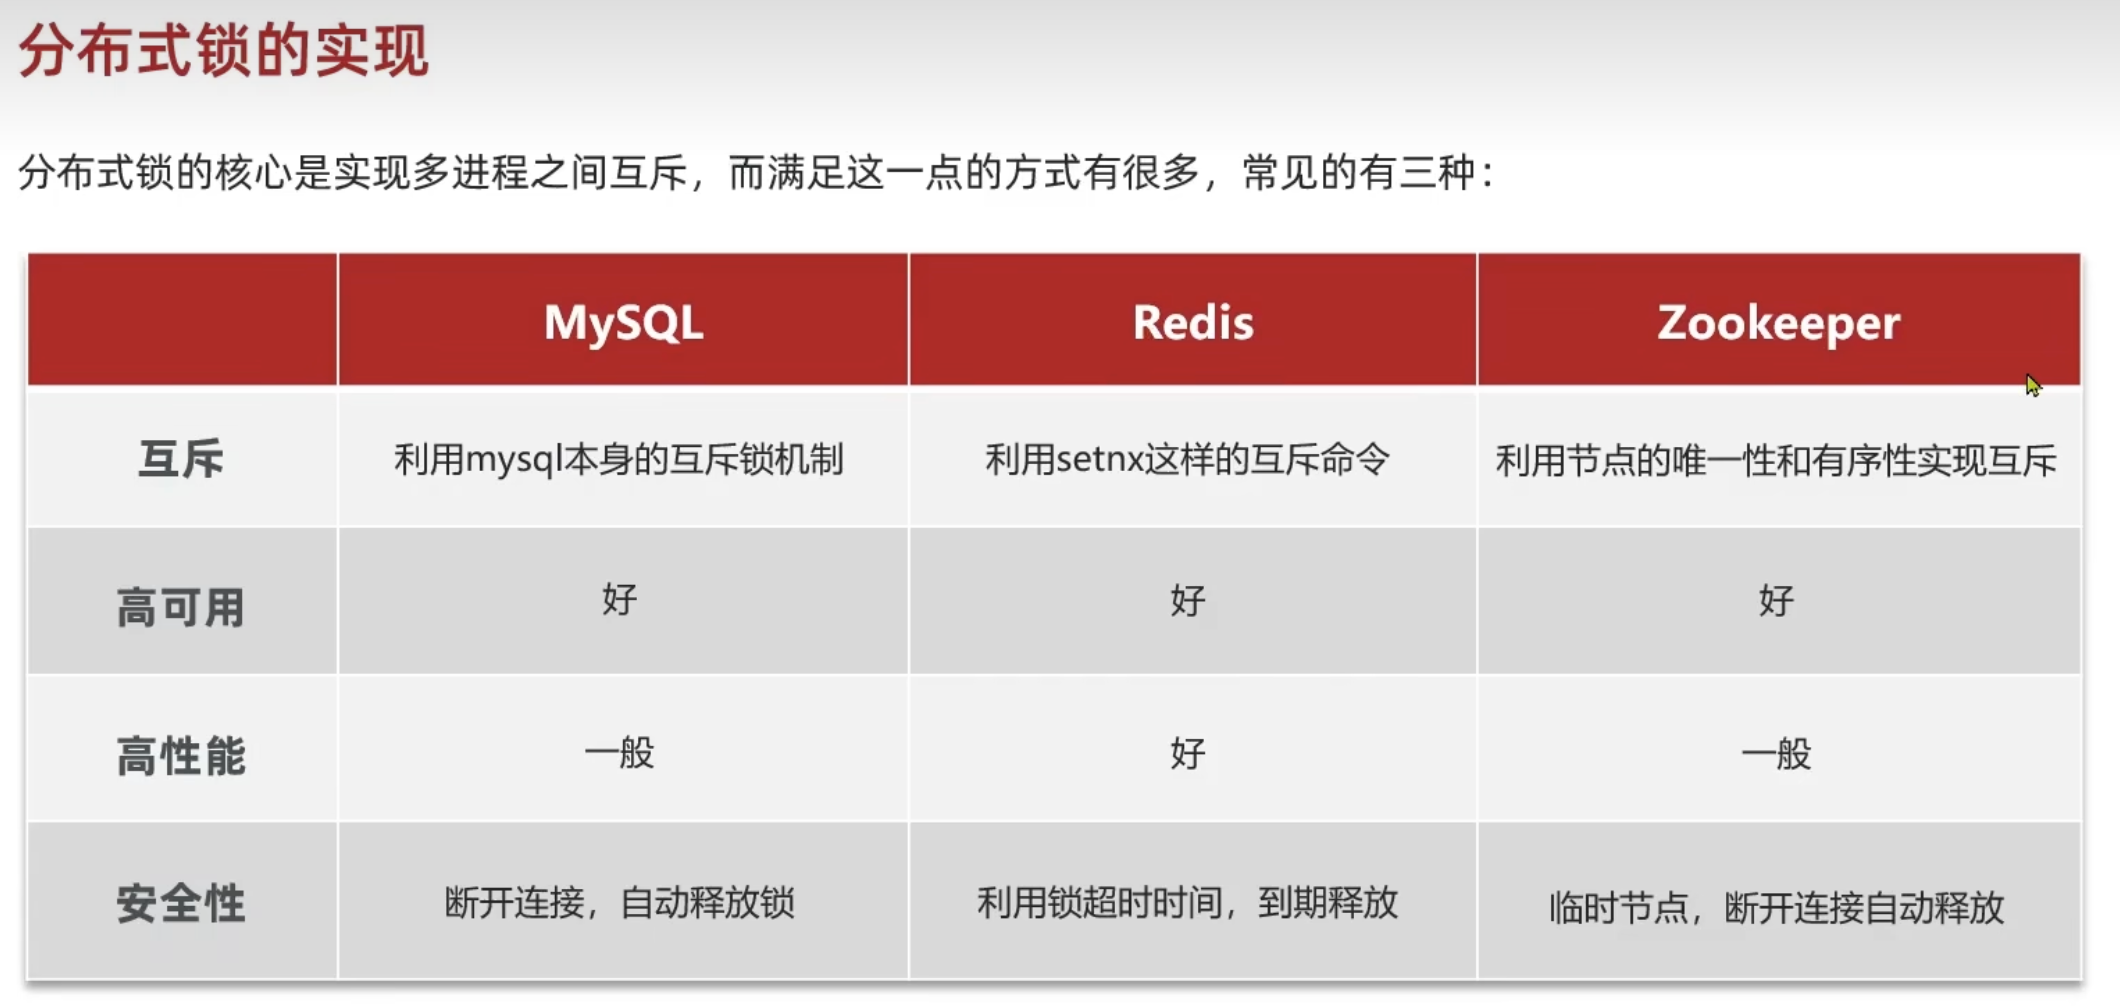 分布式锁的实现
分布式锁的核心是实现多进程之间互斥，而满足这一点的方式有很多，常见的有三种：
MySQL Redis Zookeeper
互斥 利用mysql本身的互斥锁机制 利用setnx这样的互斥命令 利用节点的唯一性和有序性实现互斥
高可用 好 好 好
高性能 一般 好 一般
安全性 断开连接，自动释放锁 利用锁超时时间，到期释放 临时节点，断开连接自动释放